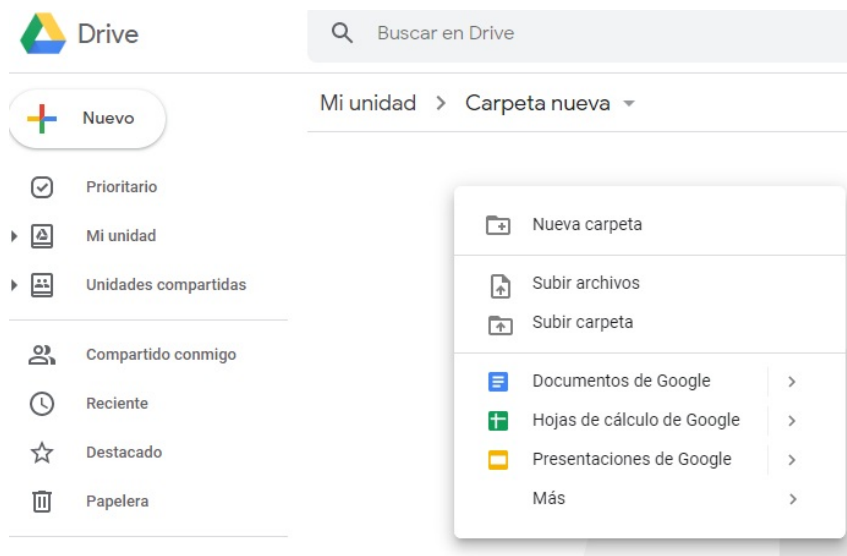 Drive
Buscar en Drive
Nuevo
Mi unidad > Carpeta nueva
Prioritario
Mi unidad
Unidades compartidas
Compartido conmigo
Reciente
Destacado
Papelera
Nueva carpeta
Subir archivos
Subir carpeta
Documentos de Google
Hojas de cálculo de Google
Presentaciones de Google
Más